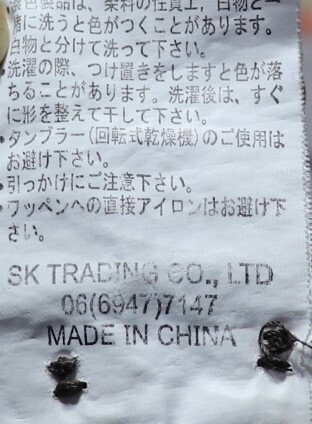 濃色製品は、染料の性質上、白物と一
緒に洗うと色がつくことがあります。
白物と分けて洗って下さい。
・洗濯の際、つけ置きをしますと色が落
ちることがあります。洗濯後は、すぐ
に形を整えて干して下さい。
・タンブラー(回転式乾燥機)のご使用は
お避け下さい。
・引っかけにご注意下さい。
・ワッペンへの直接アイロンはお避け下
さい。
SK TRADING CO., LTD
06(6947)7147
MADE IN CHINA